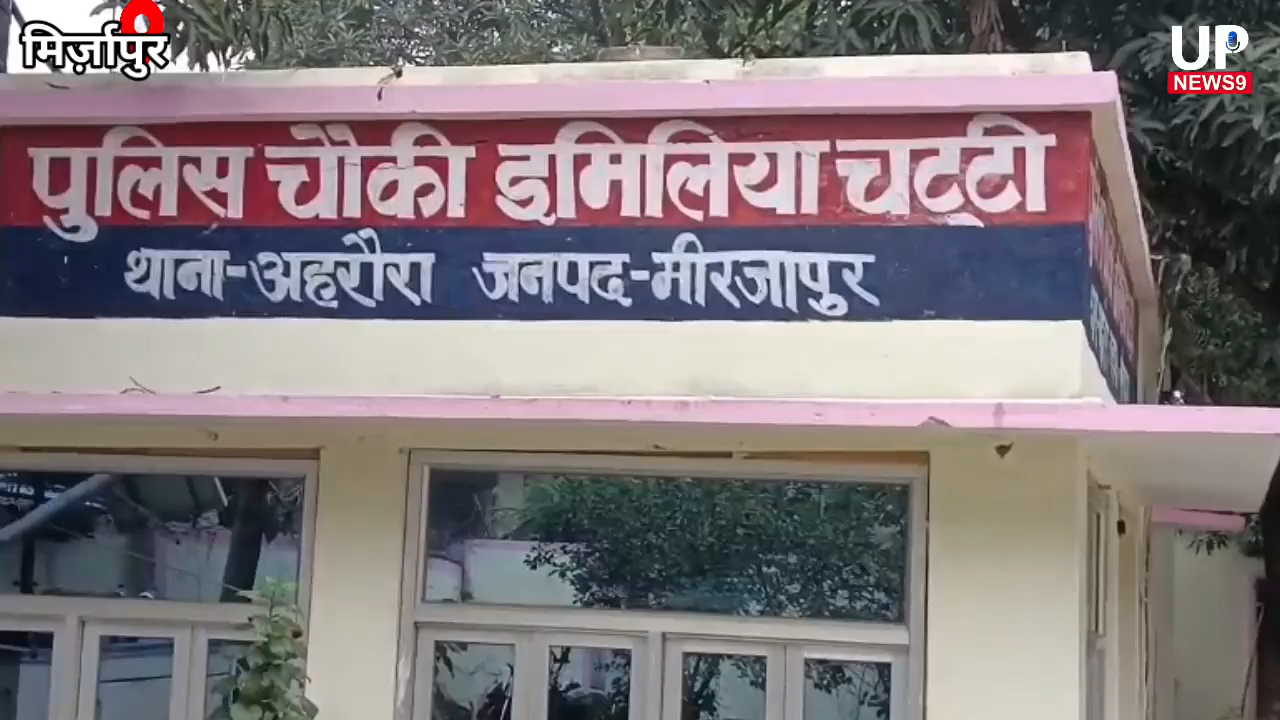 मिर्ज़ापुर
UP
NEWS9
पुलिस चौकी इमिलिया चट्टी
थाना-अहरौरा जनपद-मीरजापुर